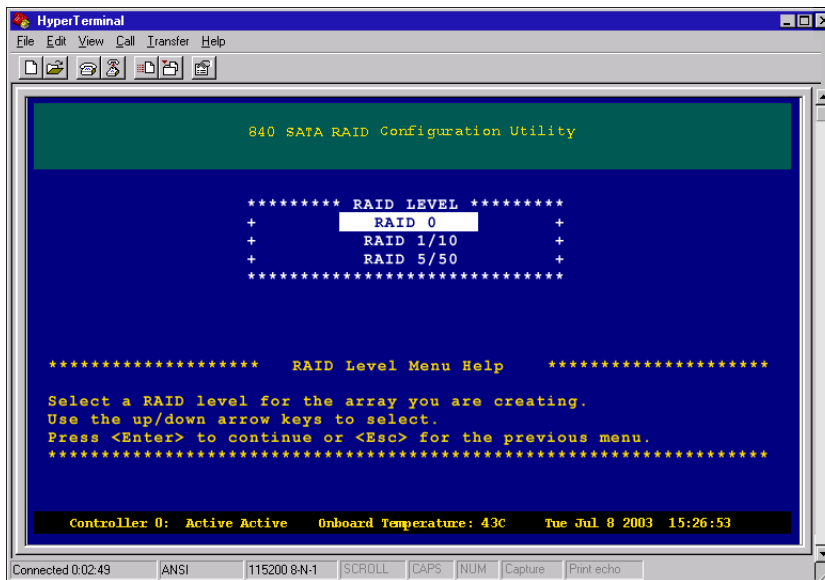 HyperTerminal
File Edit View Call Transfer Help
840 SATA RAID Configuration Utility
********* RAID LEVEL *********
+ RAID 0 +
+ RAID 1/10 +
+ RAID 5/50 +
******************************
******************** RAID Level Menu Help *********************
Select a RAID level for the array you are creating.
Use the up/down arrow keys to select.
Press <Enter> to continue or <Esc> for the previous menu.
********************************************************************
Controller 0: Active Active Onboard Temperature: 43C Tue Jul 8 2003 15:26:53
Connected 0:02:49 ANSI 115200 8-N-1 SCROLL CAPS NUM Capture Print echo